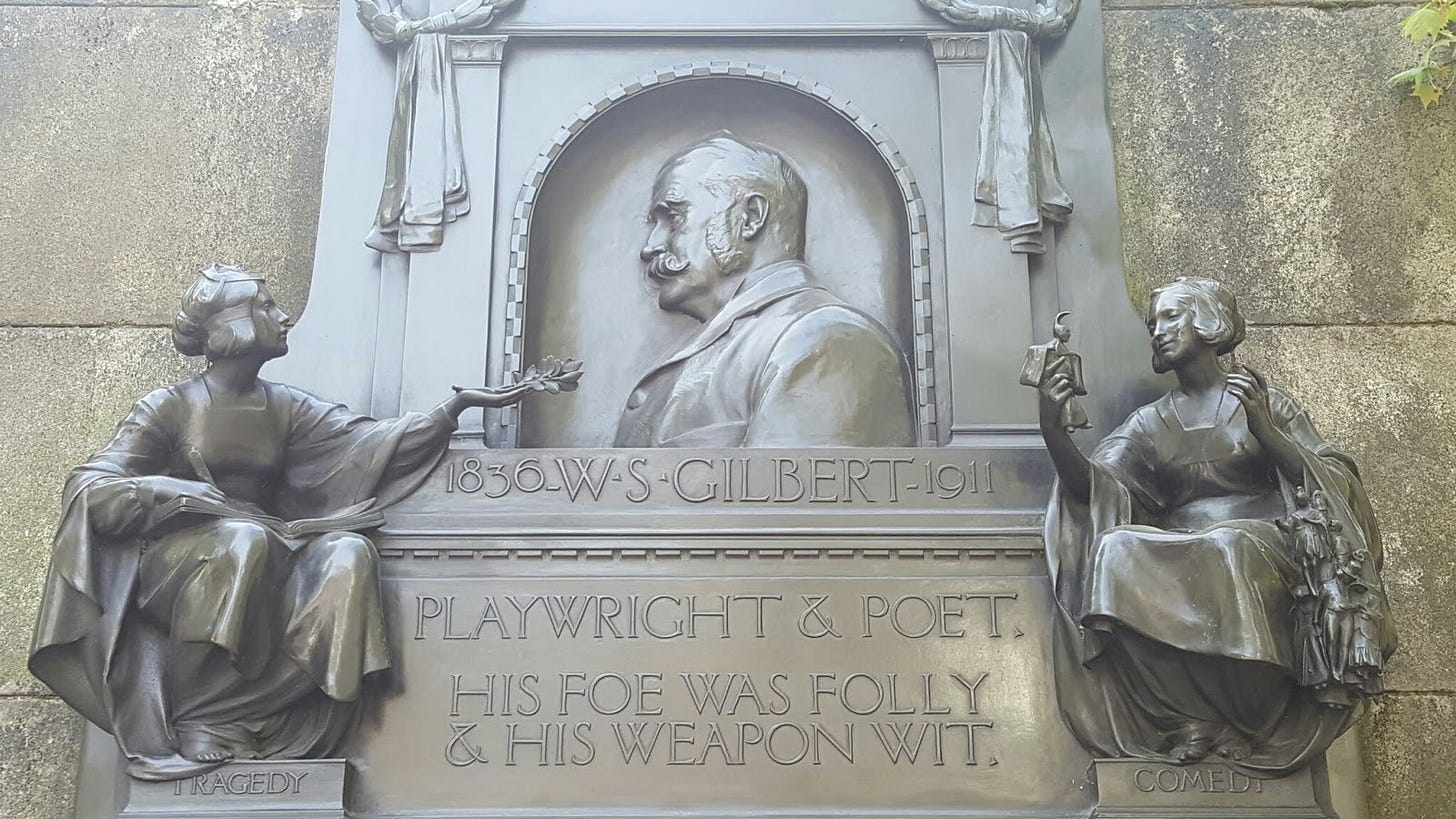 1836-W·S·GILBERT-1911
PLAYWRIGHT & POET.
HIS FOE WAS FOLLY
& HIS WEAPON WIT.
TRAGEDY
COMEDY